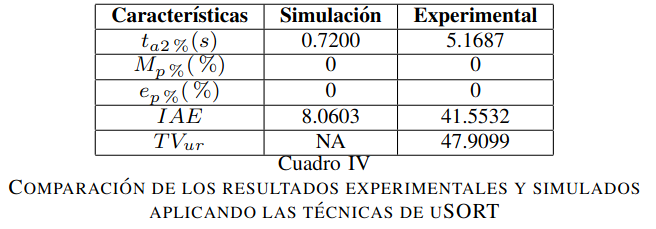 Características Simulación Experimental
t_{a2 %}(s) 0.7200 5.1687
M_{p %}(%) 0 0
e_{p %}(%) 0 0
IAE 8.0603 41.5532
TV_{ur} NA 47.9099
Cuadro IV
COMPARACIÓN DE LOS RESULTADOS EXPERIMENTALES Y SIMULADOS
APLICANDO LAS TÉCNICAS DE USORT